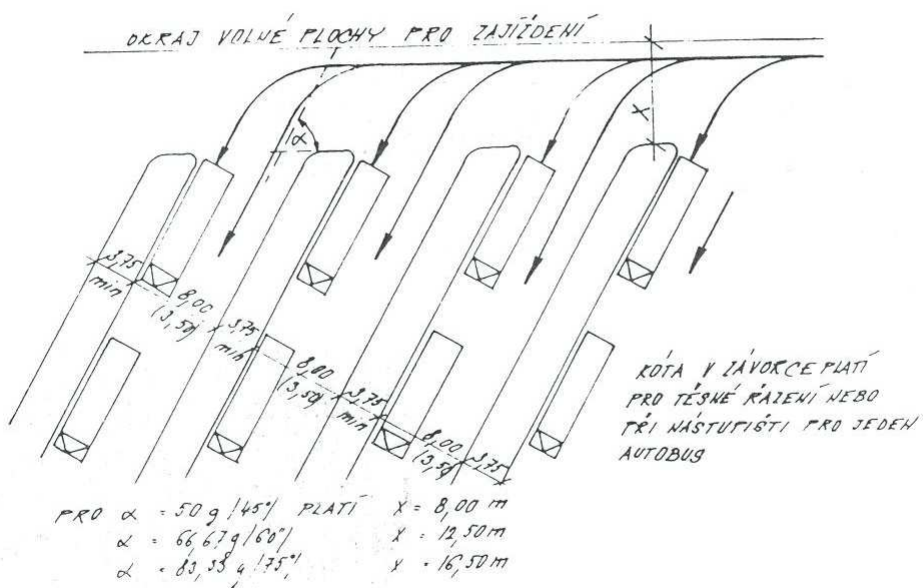 OKRAJ VOLNÉ PLOCHY PRO ZAJÍŽDENÍ
X
α
3,75
min
8,00
(3,50)
3,75
min
8,00
(3,50)
3,75
min
8,00
(3,50)
3,75
KÓTA V ZÁVORCE PLATÍ
PRO TĚSNÉ ŘAZENÍ NEBO
PŘI NÁSTUPIŠTI PRO JEDEN
AUTOBUS
PRO α = 50 g /45°/ PLATÍ X = 8,00 m
α = 66,67 g /60°/ X = 12,50 m
α = 83,33 g /75°/ X = 16,50 m